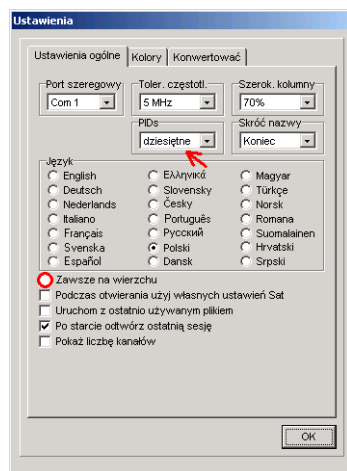 Ustawienia
Ustawienia ogólne Kolory Konwertować
Port szeregowy Toler. częstotl. Szerok. kolumny
Com 1 5 MHz 70%
PIDs Skróć nazwy
dziesiętne Koniec
Język
English Ελληνικά Magyar
Deutsch Slovensky Türkçe
Nederlands Česky Norsk
Italiano Português Romana
Français Русский Suomalainen
Svenska Polski Hrvatski
Español Dansk Srpski
Zawsze na wierzchu
Podczas otwierania użyj własnych ustawień Sat
Uruchom z ostatnio używanym plikiem
Po starcie odtwórz ostatnią sesję
Pokaż liczbę kanałów
OK